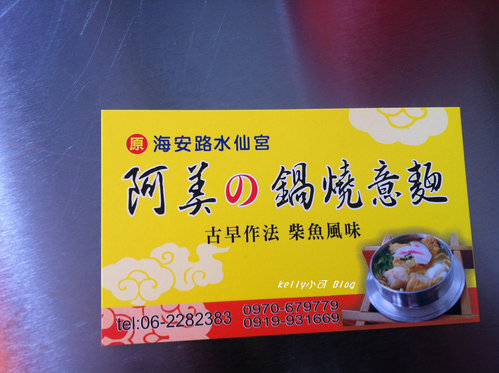 原 海安路水仙宮
阿美の鍋燒意麵
古早作法 柴魚風味
kelly小可 Blog
tel:06-2282383
0970-679779
0919-931669